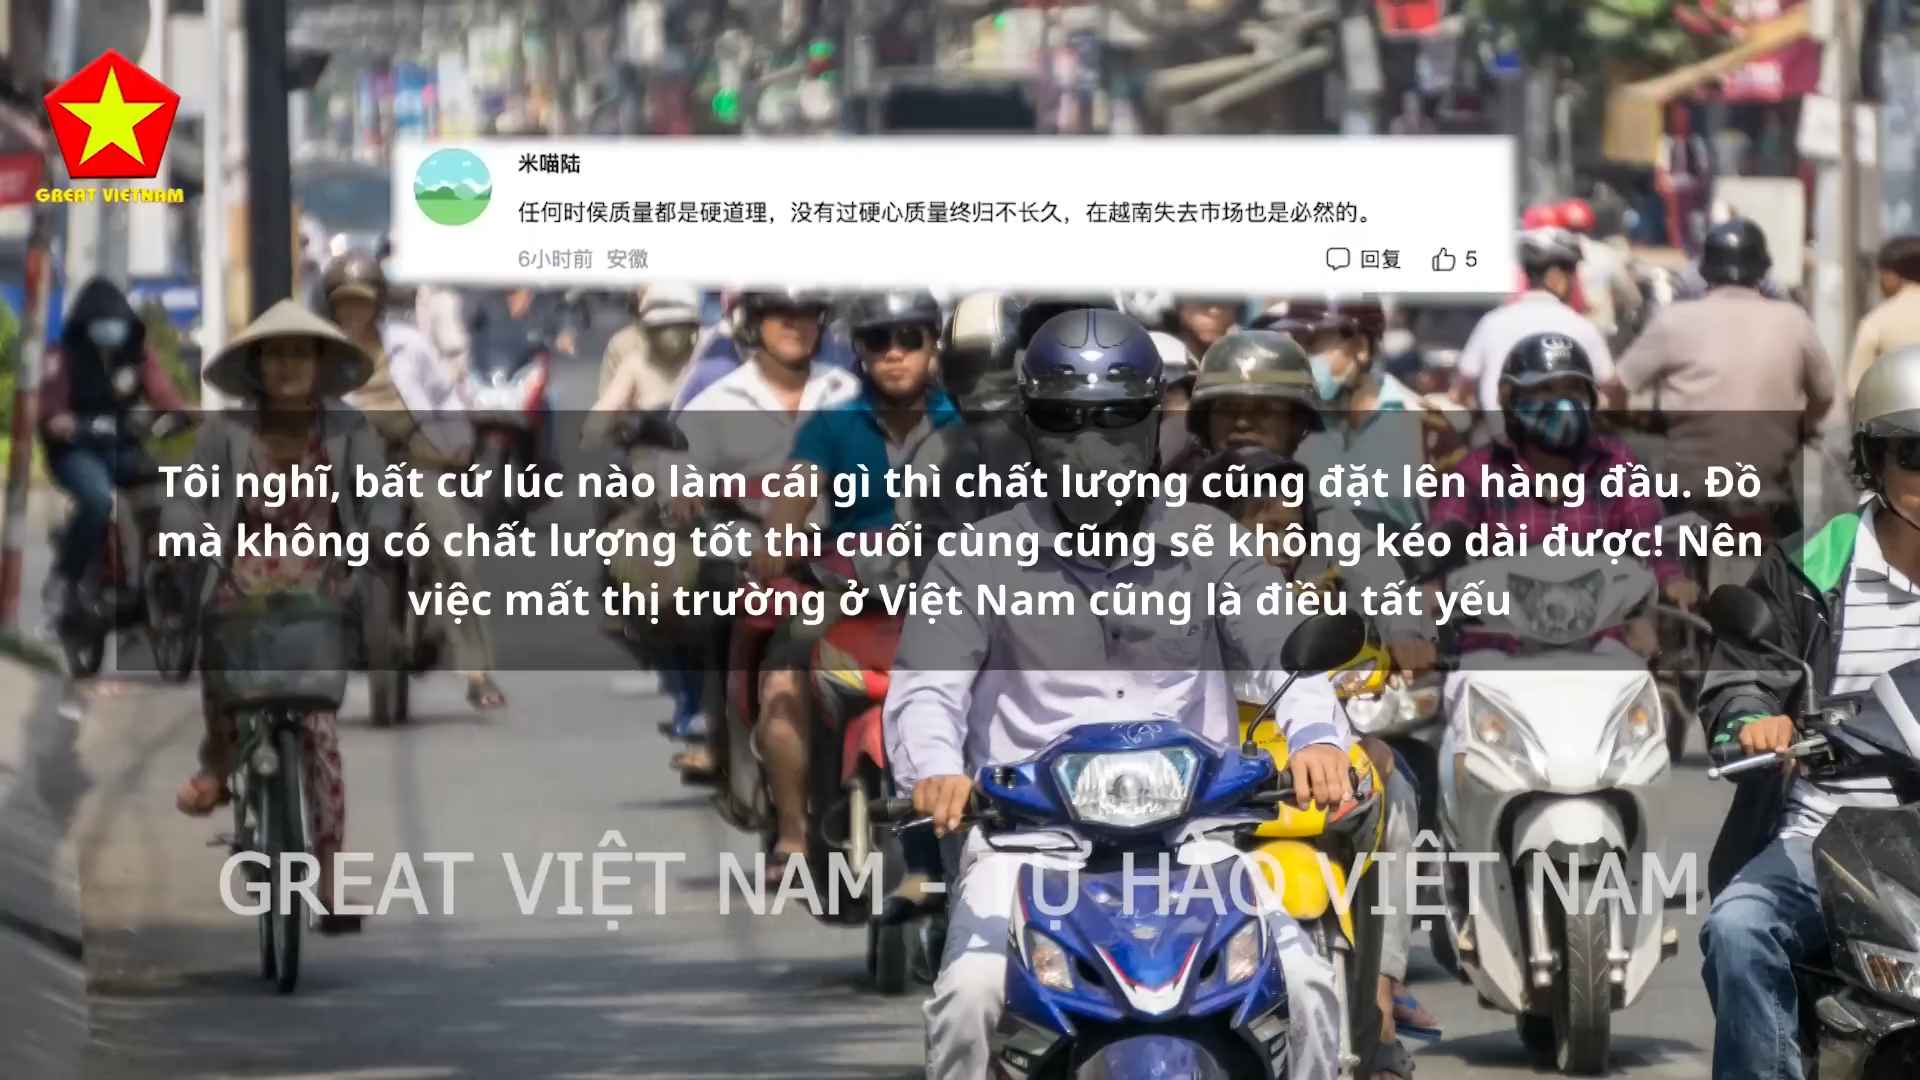 GREAT VIETNAM
米喵陆
任何时侯质量都是硬道理，没有过硬心质量终归不长久，在越南失去市场也是必然的。
6小时前 安徽
回复 5
Tôi nghĩ, bất cứ lúc nào làm cái gì thì chất lượng cũng đặt lên hàng đầu. Đồ
mà không có chất lượng tốt thì cuối cùng cũng sẽ không kéo dài được! Nên
việc mất thị trường ở Việt Nam cũng là điều tất yếu
GREAT VIỆT NAM - TỰ HÀO VIỆT NAM